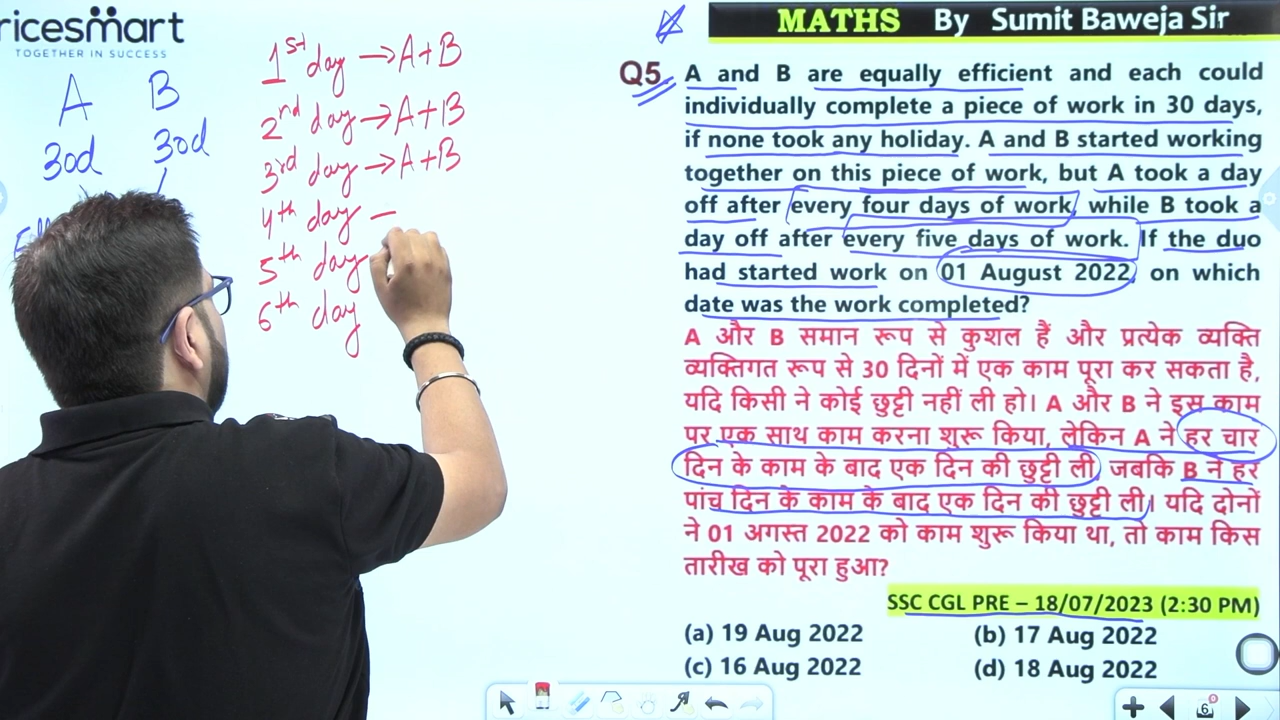 ricesmart
TOGETHER IN SUCCESS
MATHS By Sumit Baweja Sir
A B
30d 30d
1st day → A+B
2nd day → A+B
3rd day → A+B
4th day –
5th day
6th day
Q5. A and B are equally efficient and each could
individually complete a piece of work in 30 days,
if none took any holiday. A and B started working
together on this piece of work, but A took a day
off after every four days of work, while B took a
day off after every five days of work. If the duo
had started work on 01 August 2022, on which
date was the work completed?
A और B समान रूप से कुशल हैं और प्रत्येक व्यक्ति
व्यक्तिगत रूप से 30 दिनों में एक काम पूरा कर सकता है,
यदि किसी ने कोई छुट्टी नहीं ली हो। A और B ने इस काम
पर एक साथ काम करना शुरू किया, लेकिन A ने हर चार
दिन के काम के बाद एक दिन की छुट्टी ली, जबकि B ने हर
पांच दिन के काम के बाद एक दिन की छुट्टी ली। यदि दोनों
ने 01 अगस्त 2022 को काम शुरू किया था, तो काम किस
तारीख को पूरा हुआ?
SSC CGL PRE – 18/07/2023 (2:30 PM)
(a) 19 Aug 2022 (b) 17 Aug 2022
(c) 16 Aug 2022 (d) 18 Aug 2022
6